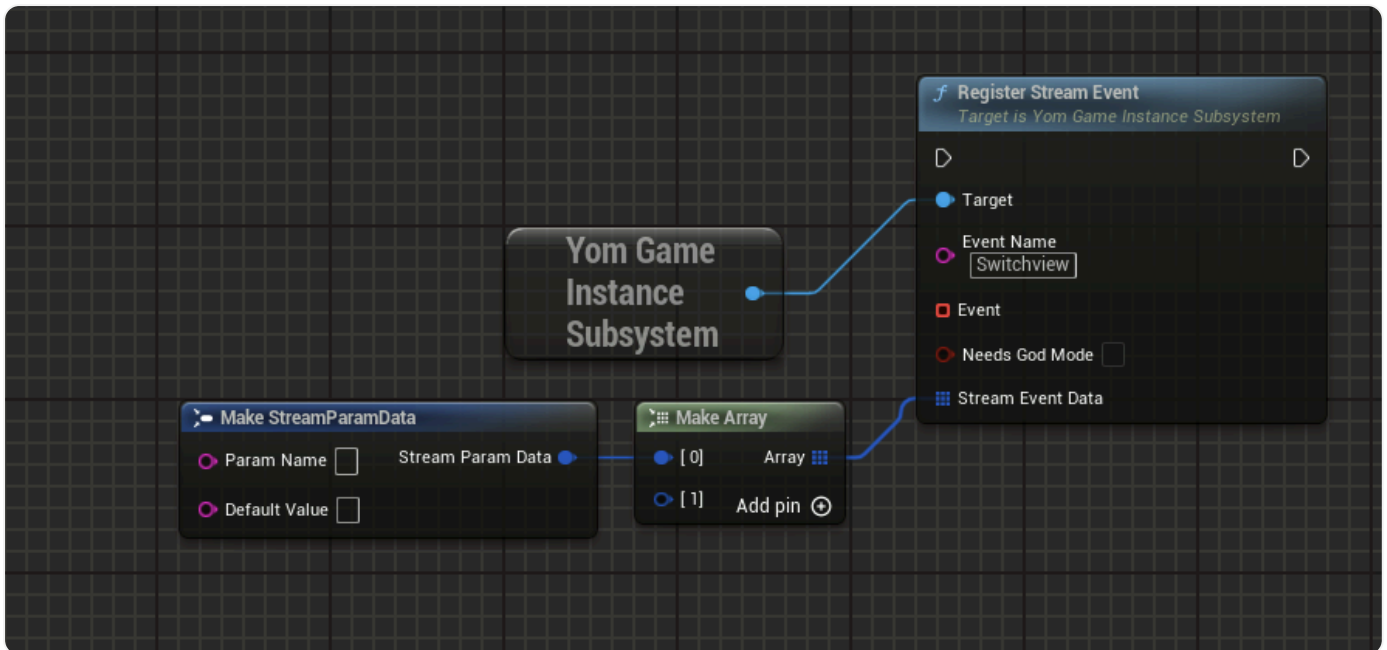 Register Stream Event
Target is Yom Game Instance Subsystem
Target
Event Name
Switchview
Event
Needs God Mode
Stream Event Data
Yom Game
Instance
Subsystem
Make StreamParamData
Param Name
Stream Param Data
Default Value
Make Array
[ 0]
Array
[ 1]
Add pin